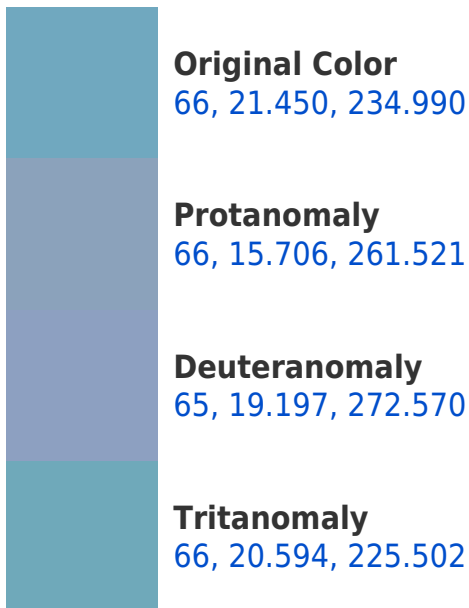 Original Color
66, 21.450, 234.990
Protanomaly
66, 15.706, 261.521
Deuteranomaly
65, 19.197, 272.570
Tritanomaly
66, 20.594, 225.502